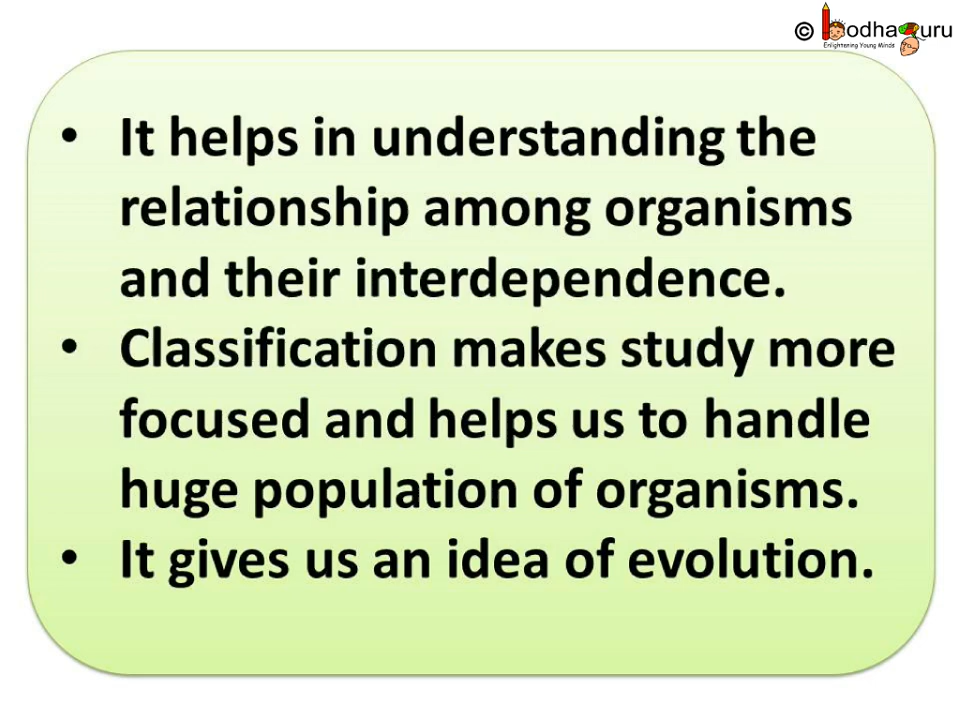 © BodhaGuru
Enlightening Young Minds
• It helps in understanding the
relationship among organisms
and their interdependence.
• Classification makes study more
focused and helps us to handle
huge population of organisms.
• It gives us an idea of evolution.